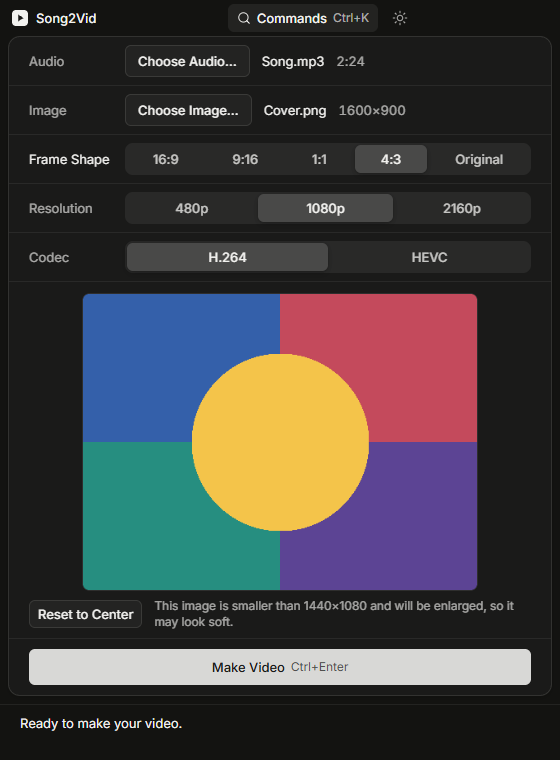 Song2Vid
Commands Ctrl+K
Audio Choose Audio... Song.mp3 2:24
Image Choose Image... Cover.png 1600×900
Frame Shape 16:9 9:16 1:1 4:3 Original
Resolution 480p 1080p 2160p
Codec H.264 HEVC
Reset to Center
This image is smaller than 1440×1080 and will be enlarged, so it
may look soft.
Make Video Ctrl+Enter
Ready to make your video.